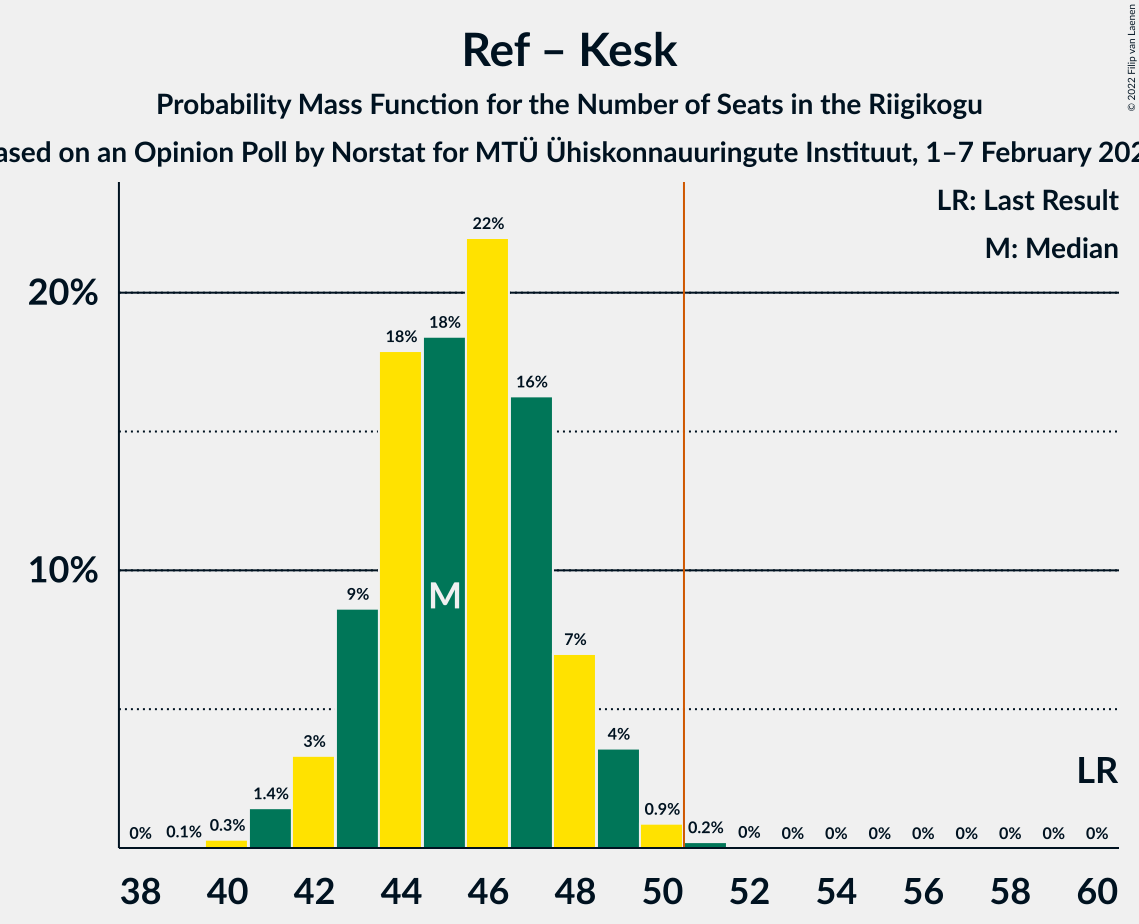 Ref – Kesk
Probability Mass Function for the Number of Seats in the Riigikogu
ased on an Opinion Poll by Norstat for MTÜ Ühiskonnauuringute Instituut, 1–7 February 202
© 2022 Filip van Laenen
LR: Last Result
M: Median
20%
10%
0% 0.1% 0.3% 1.4% 3% 9% 18% 18% 22% 16% 7% 4% 0.9% 0.2% 0% 0% 0% 0% 0% 0% 0% 0% 0%
M
LR
38 40 42 44 46 48 50 52 54 56 58 60